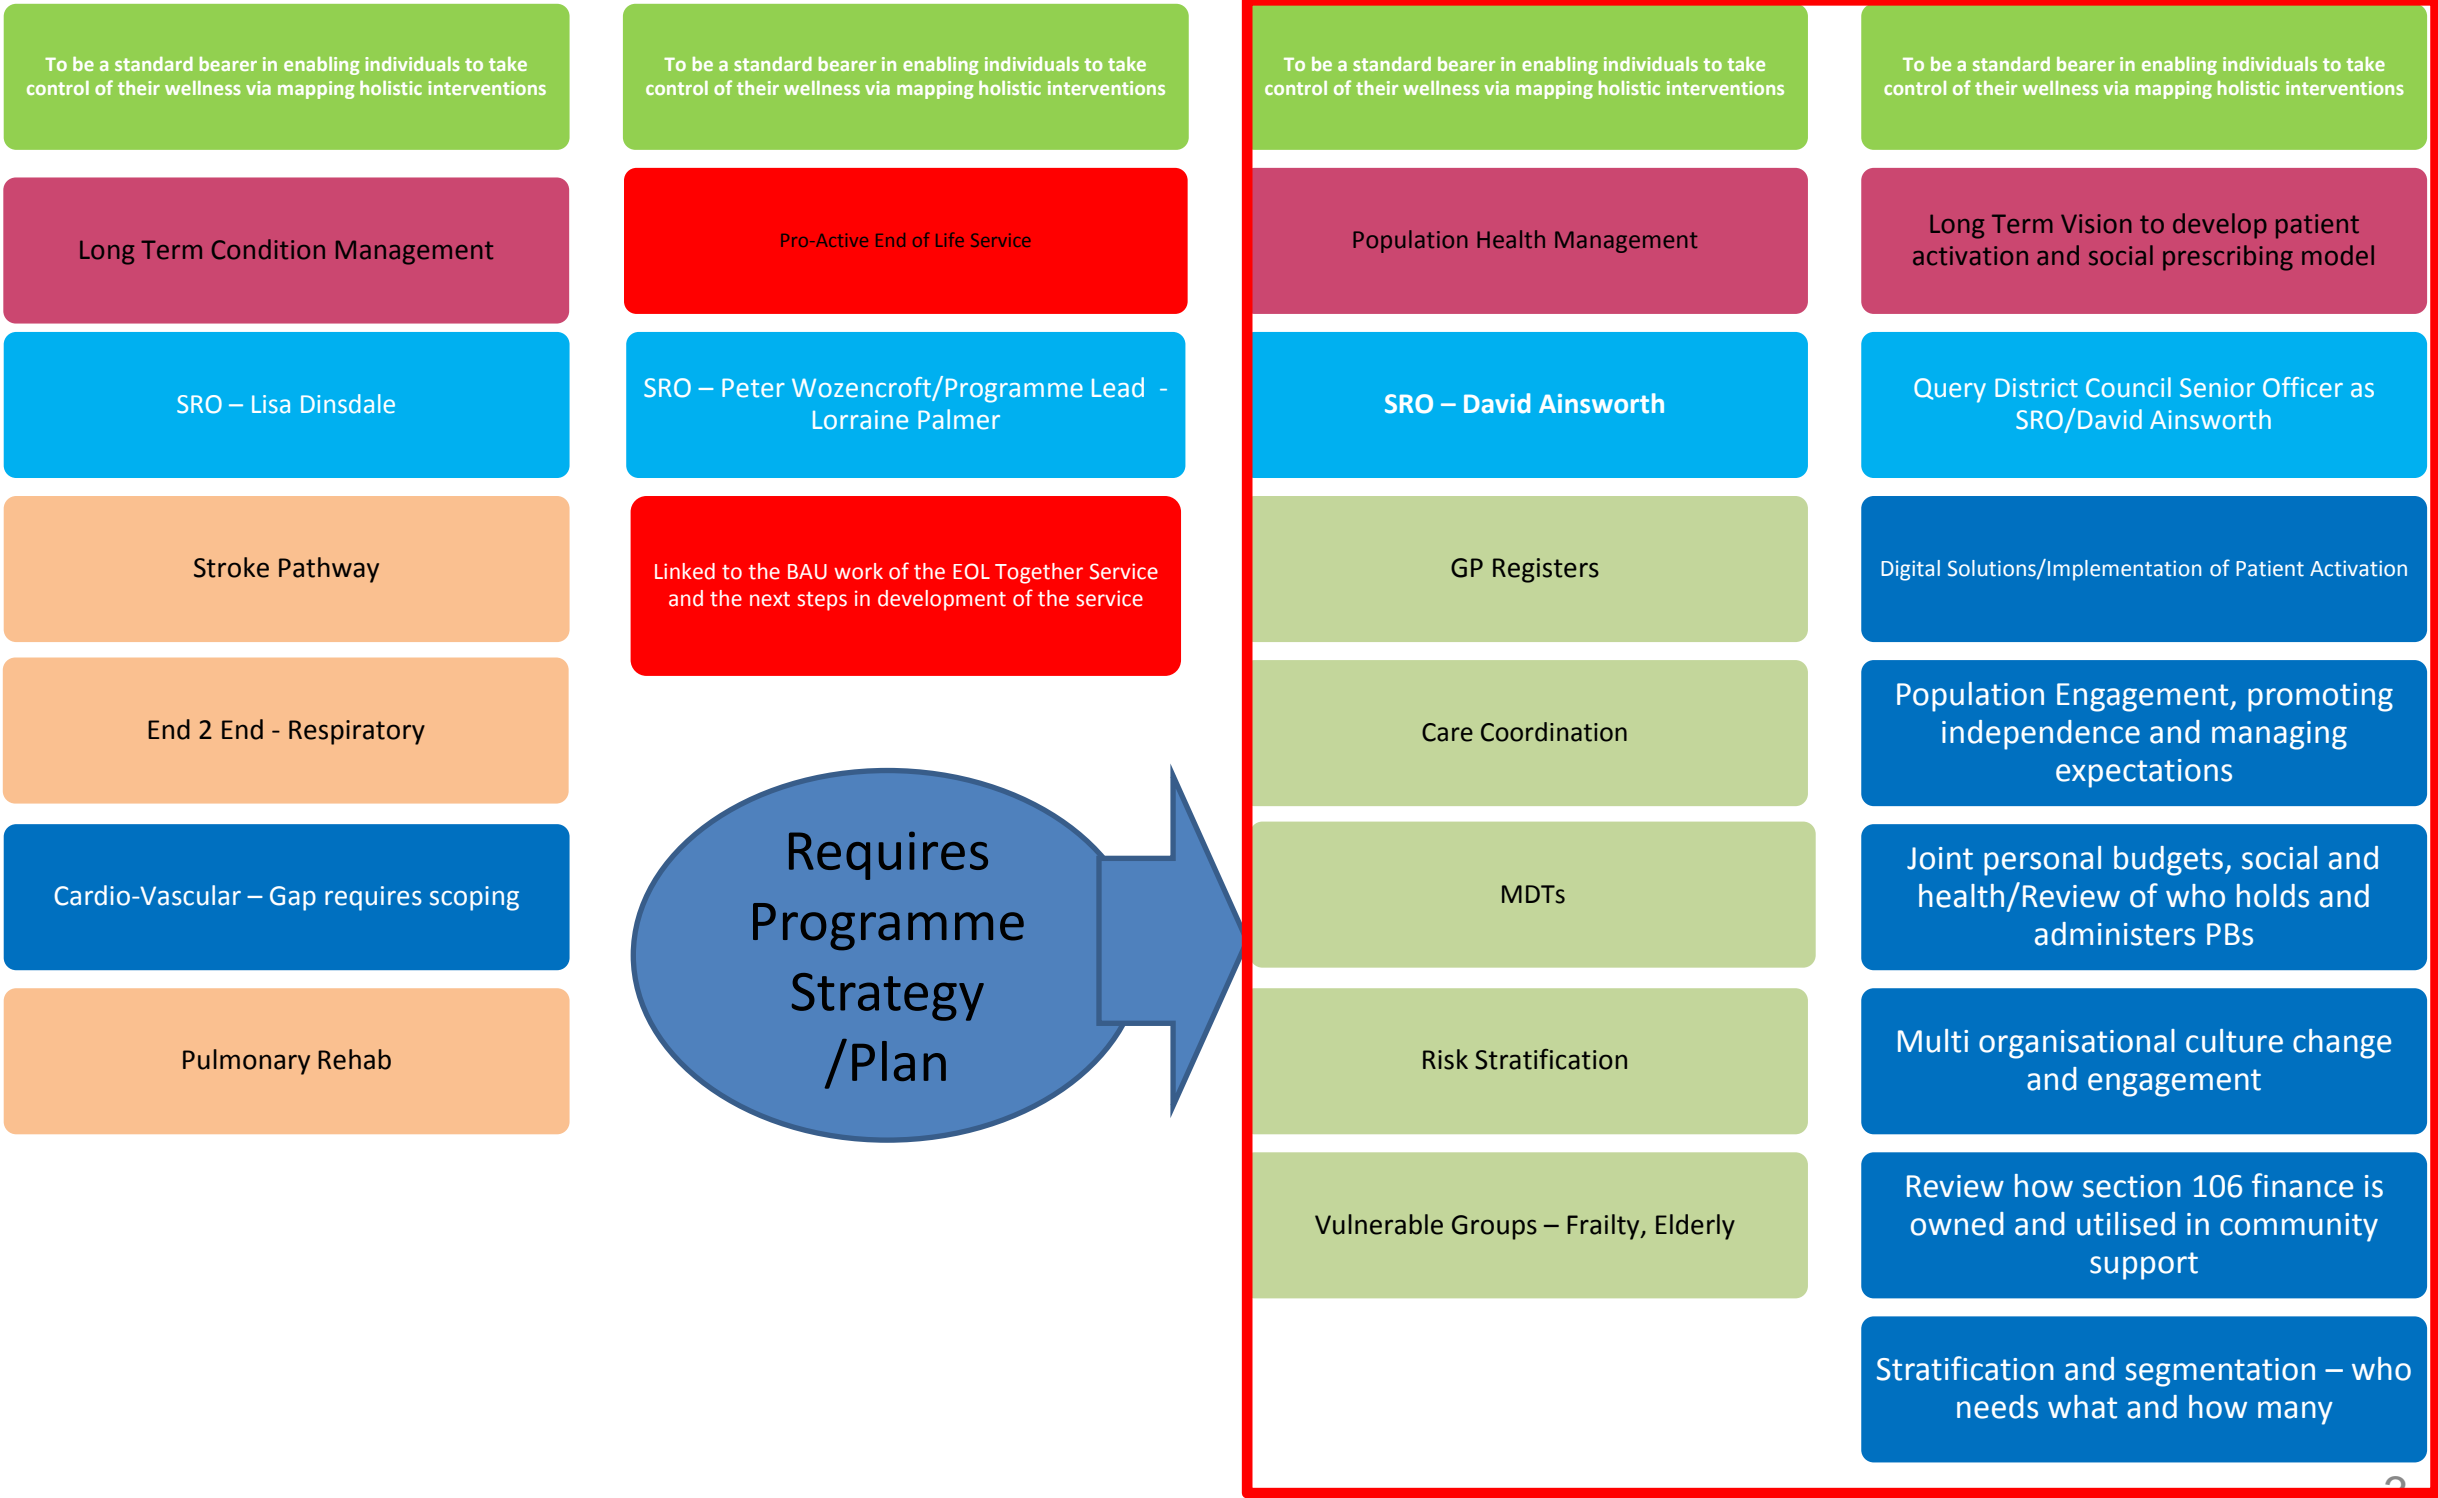 To be a standard bearer in enabling individuals to take
control of their wellness via mapping holistic interventions
Long Term Condition Management
SRO – Lisa Dinsdale
Stroke Pathway
End 2 End - Respiratory
Cardio-Vascular – Gap requires scoping
Pulmonary Rehab
To be a standard bearer in enabling individuals to take
control of their wellness via mapping holistic interventions
Pro-Active End of Life Service
SRO – Peter Wozencroft/Programme Lead -
Lorraine Palmer
Linked to the BAU work of the EOL Together Service
and the next steps in development of the service
Requires
Programme
Strategy
/Plan
To be a standard bearer in enabling individuals to take
control of their wellness via mapping holistic interventions
Population Health Management
SRO – David Ainsworth
GP Registers
Care Coordination
MDTs
Risk Stratification
Vulnerable Groups – Frailty, Elderly
To be a standard bearer in enabling individuals to take
control of their wellness via mapping holistic interventions
Long Term Vision to develop patient
activation and social prescribing model
Query District Council Senior Officer as
SRO/David Ainsworth
Digital Solutions/Implementation of Patient Activation
Population Engagement, promoting
independence and managing
expectations
Joint personal budgets, social and
health/Review of who holds and
administers PBs
Multi organisational culture change
and engagement
Review how section 106 finance is
owned and utilised in community
support
Stratification and segmentation – who
needs what and how many